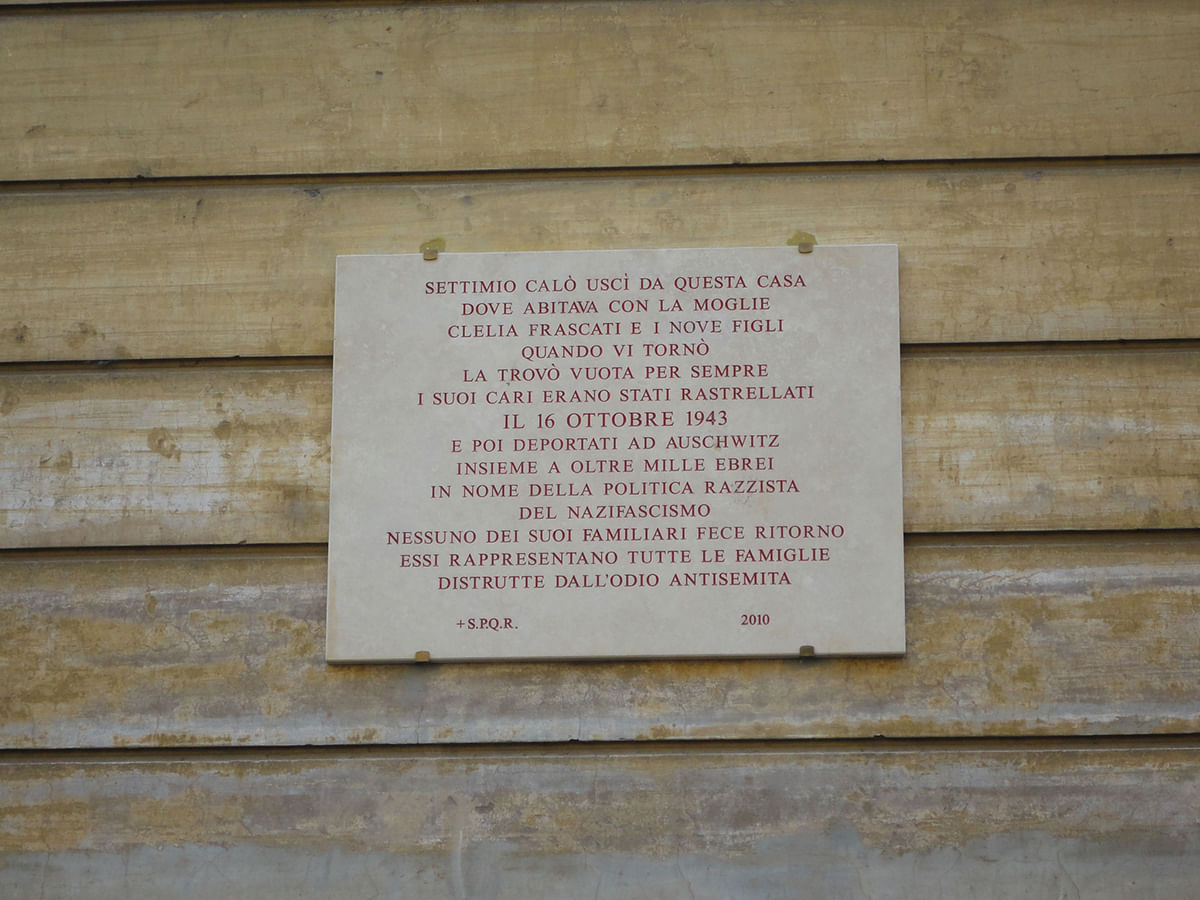 SETTIMIO CALÒ USCÌ DA QUESTA CASA
DOVE ABITAVA CON LA MOGLIE
CLELIA FRASCATI E I NOVE FIGLI
QUANDO VI TORNÒ
LA TROVÒ VUOTA PER SEMPRE
I SUOI CARI ERANO STATI RASTRELLATI
IL 16 OTTOBRE 1943
E POI DEPORTATI AD AUSCHWITZ
INSIEME A OLTRE MILLE EBREI
IN NOME DELLA POLITICA RAZZISTA
DEL NAZIFASCISMO
NESSUNO DEI SUOI FAMILIARI FECE RITORNO
ESSI RAPPRESENTANO TUTTE LE FAMIGLIE
DISTRUTTE DALL'ODIO ANTISEMITA
+S.P.Q.R. 2010